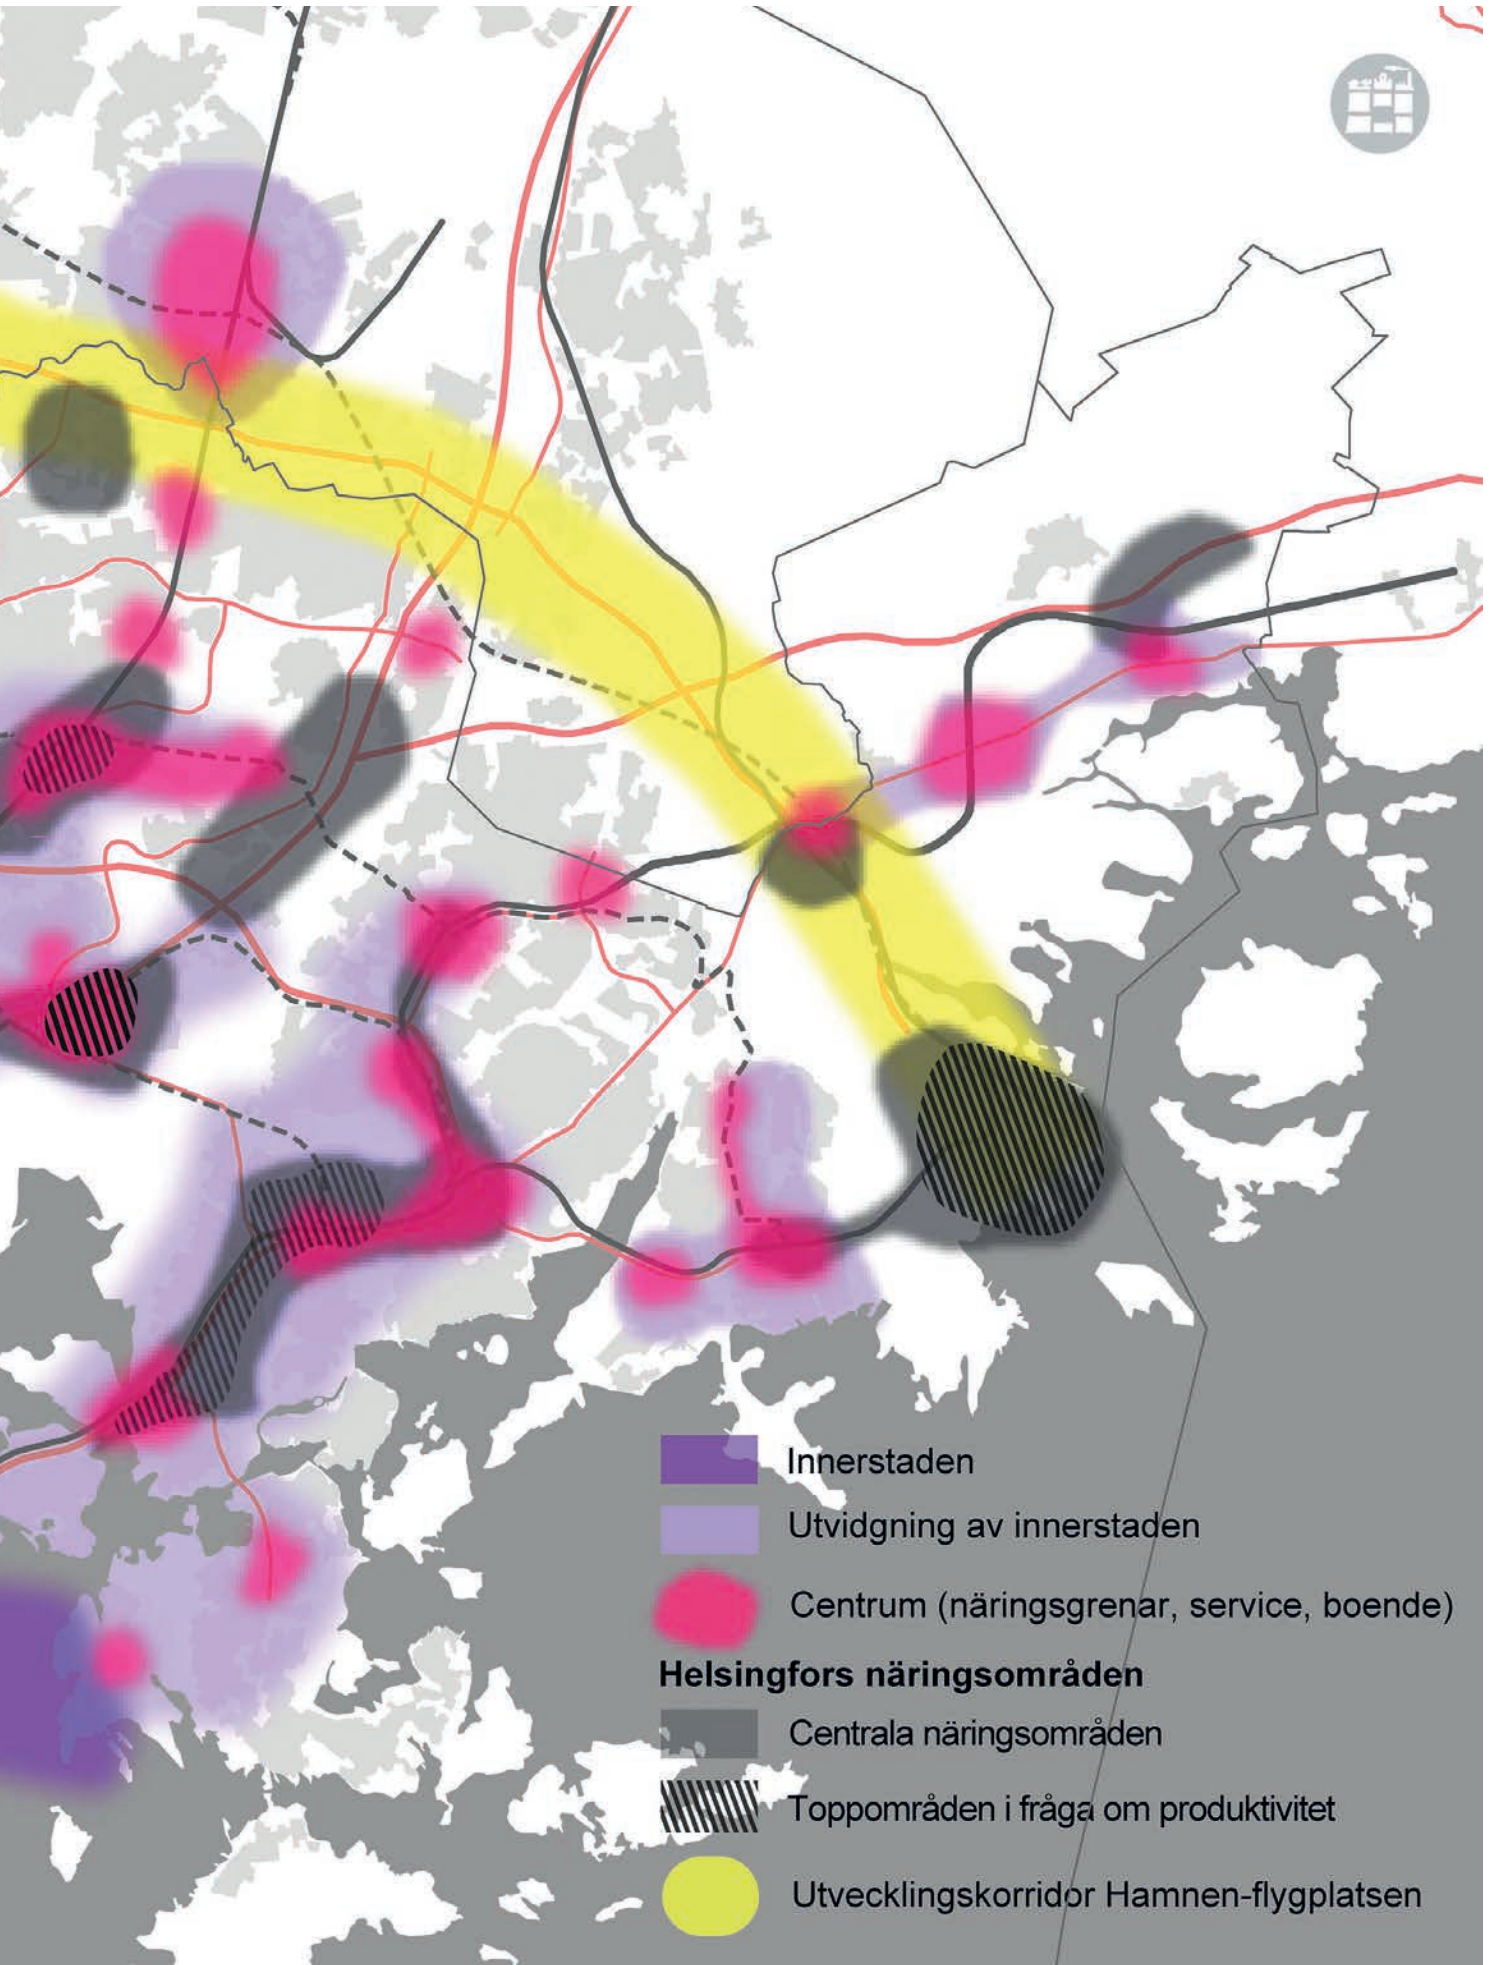 Innerstaden
Utvidgning av innerstaden
Centrum (näringsgrenar, service, boende)
Helsingfors näringsområden
Centrala näringsområden
Toppområden i fråga om produktivitet
Utvecklingskorridor Hamnen-flygplatsen